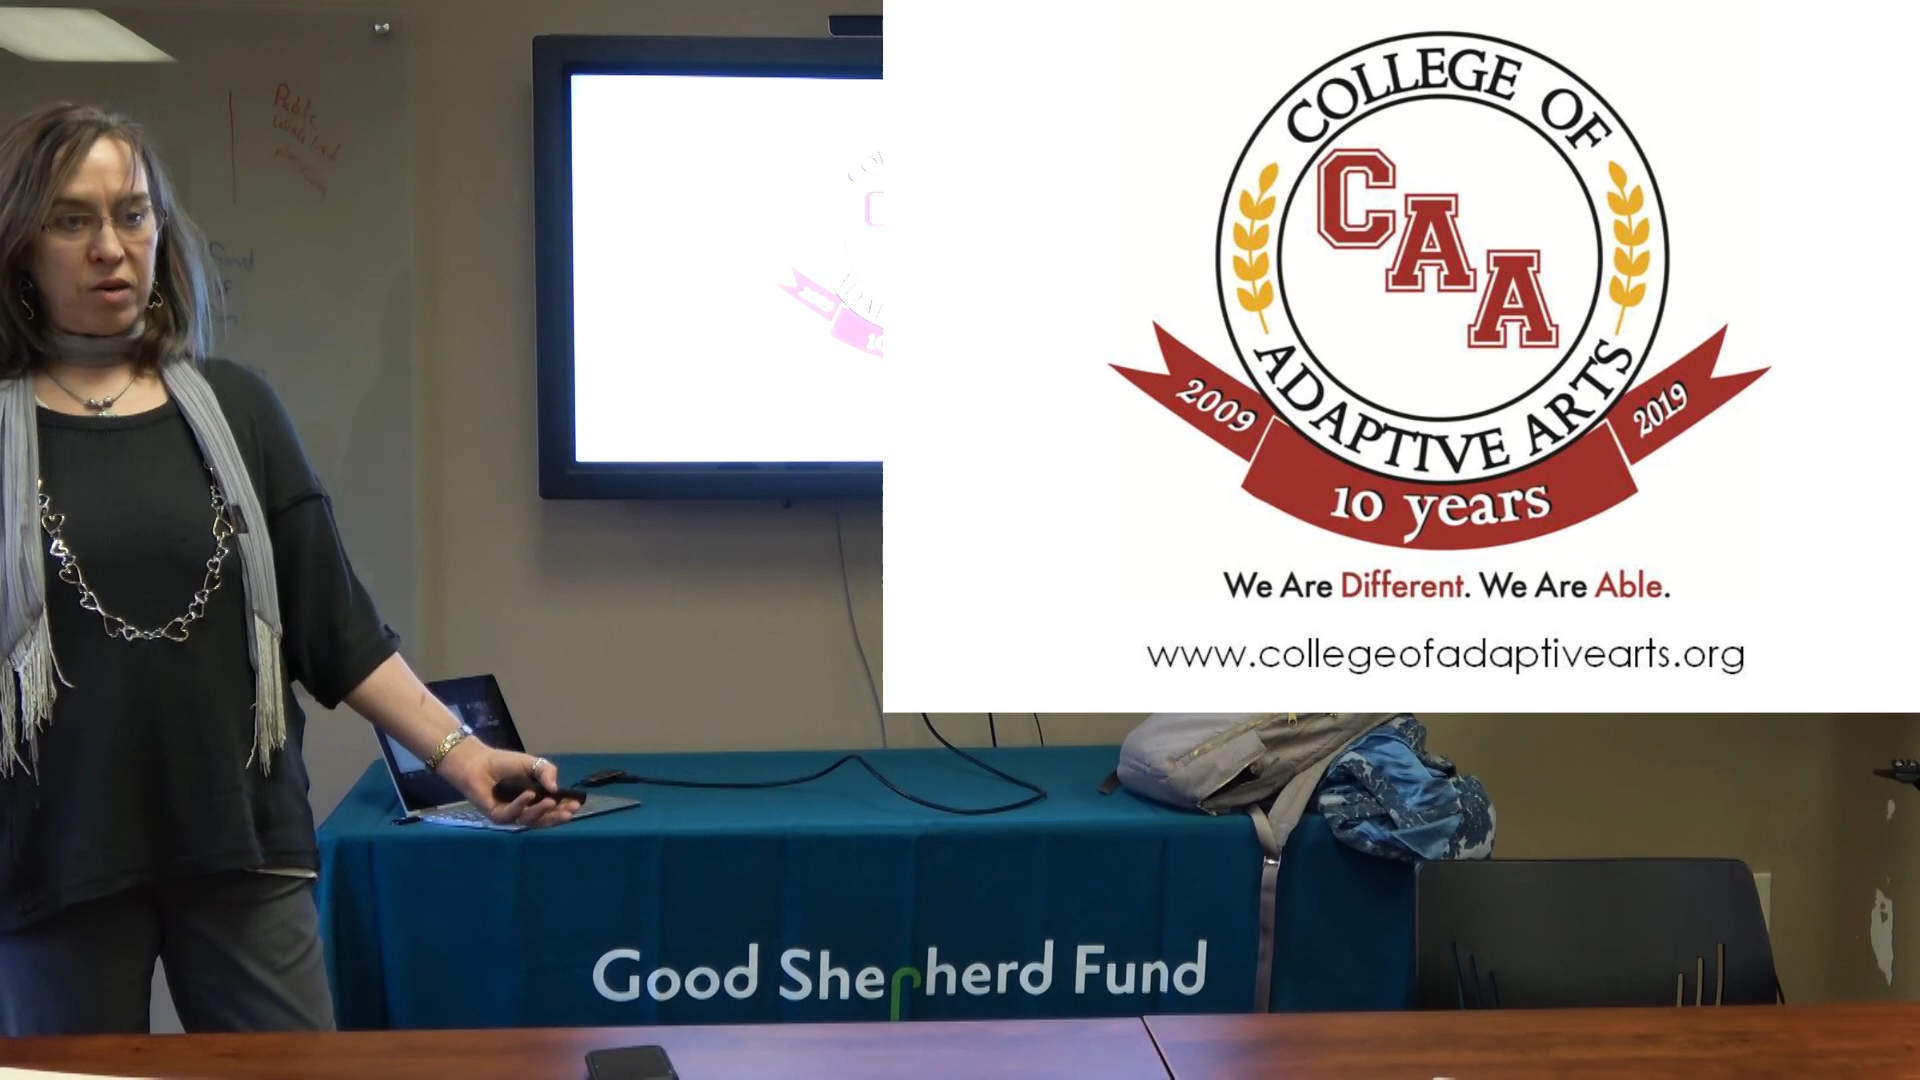 Public
COLLEGE OF
CAA
ADAPTIVE ARTS
2009
2019
10 years
We Are Different. We Are Able.
www.collegeofadaptivearts.org
Good Shepherd Fund